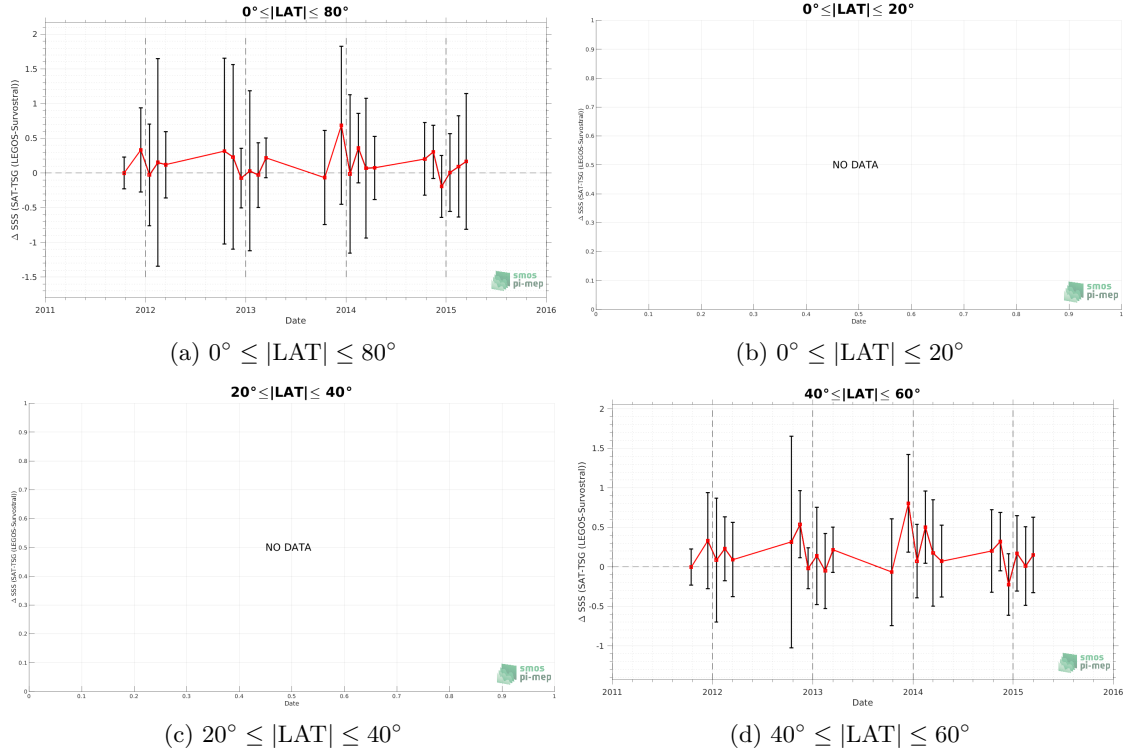 0°≤|LAT|≤ 80°
Δ SSS (SAT-TSG (LEGOS-Survostral))
2
1.5
1
0.5
0
-0.5
-1
-1.5
2011 2012 2013 2014 2015 2016
Date
smos
pi-mep
(a) 0° ≤ |LAT| ≤ 80°
0°≤|LAT|≤ 20°
Δ SSS (SAT-TSG (LEGOS-Survostral))
1
0.9
0.8
0.7
0.6
0.5
0.4
0.3
0.2
0.1
0
NO DATA
0 0.1 0.2 0.3 0.4 0.5 0.6 0.7 0.8 0.9 1
Date
smos
pi-mep
(b) 0° ≤ |LAT| ≤ 20°
20°≤|LAT|≤ 40°
Δ SSS (SAT-TSG (LEGOS-Survostral))
1
0.9
0.8
0.7
0.6
0.5
0.4
0.3
0.2
0.1
0
NO DATA
0 0.1 0.2 0.3 0.4 0.5 0.6 0.7 0.8 0.9 1
Date
smos
pi-mep
(c) 20° ≤ |LAT| ≤ 40°
40°≤|LAT|≤ 60°
Δ SSS (SAT-TSG (LEGOS-Survostral))
2
1.5
1
0.5
0
-0.5
-1
2011 2012 2013 2014 2015 2016
Date
smos
pi-mep
(d) 40° ≤ |LAT| ≤ 60°